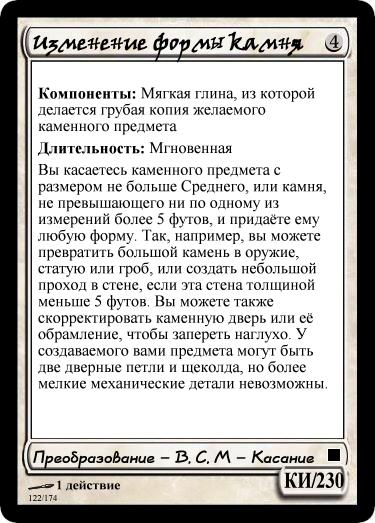 Изменение формы камня 4
Компоненты: Мягкая глина, из которой
делается грубая копия желаемого
каменного предмета
Длительность: Мгновенная
Вы касаетесь каменного предмета с
размером не больше Среднего, или камня,
не превышающего ни по одному из
измерений более 5 футов, и придаёте ему
любую форму. Так, например, вы можете
превратить большой камень в оружие,
статую или гроб, или создать небольшой
проход в стене, если эта стена толщиной
меньше 5 футов. Вы можете также
скорректировать каменную дверь или её
обрамление, чтобы запереть наглухо. У
создаваемого вами предмета могут быть
две дверные петли и щеколда, но более
мелкие механические детали невозможны.
Преобразование – В, С, М – Касание
1 действие
КИ/230
122/174